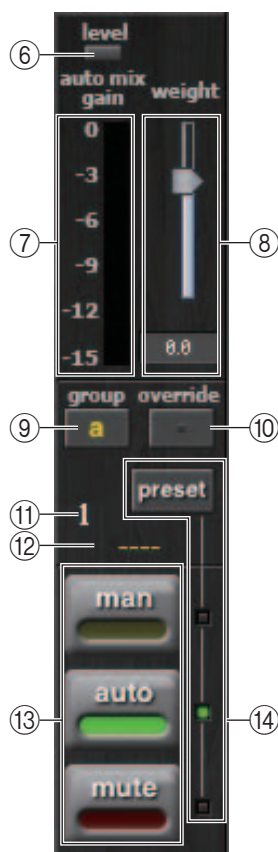 ⑥ level
auto mix
gain
weight
⑦
0
-3
-6
-9
-12
-15
⑧
0.0
group override
⑨ a - ⑩
preset
⑪ 1
⑫ ----
⑬
man
auto
mute
⑭